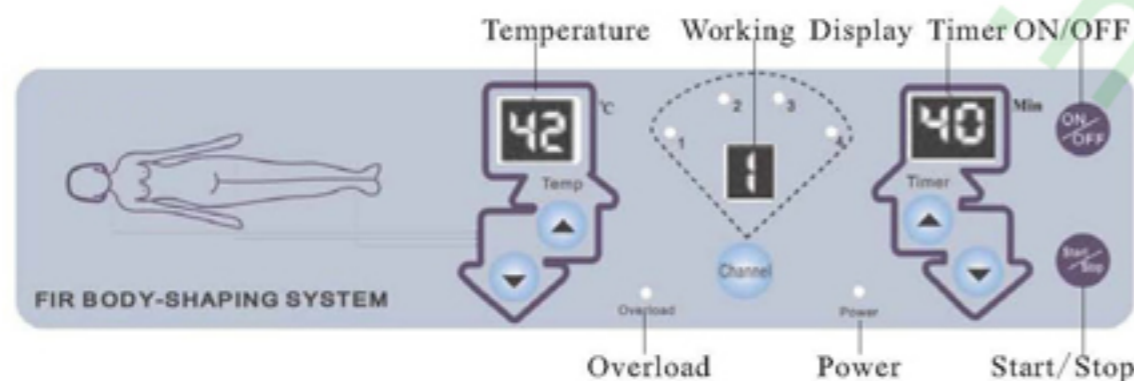 Temperature Working Display Timer ON/OFF
42 ℃
1
2
3
4
1
40 Min
ON/OFF
Temp
Timer
Channel
Start/Stop
FIR BODY-SHAPING SYSTEM
Overload
Power
Overload
Power
Start/Stop